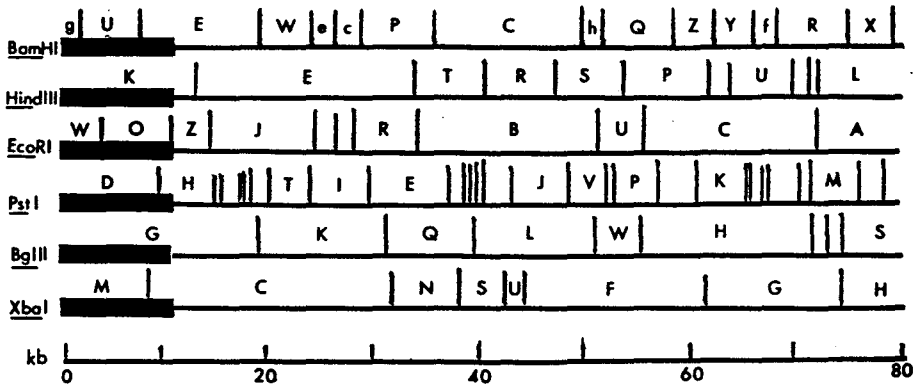 g U E W e c P C h Q Z Y f R X
BamHI
K E T R S P U L
HindIII
W O Z J R B U C A
EcoRI
D H T I E J V P K M
PstI
G K Q L W H S
BglII
M C N S U F G H
XbaI
kb
0 20 40 60 80